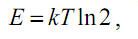 E = kT ln 2 ,